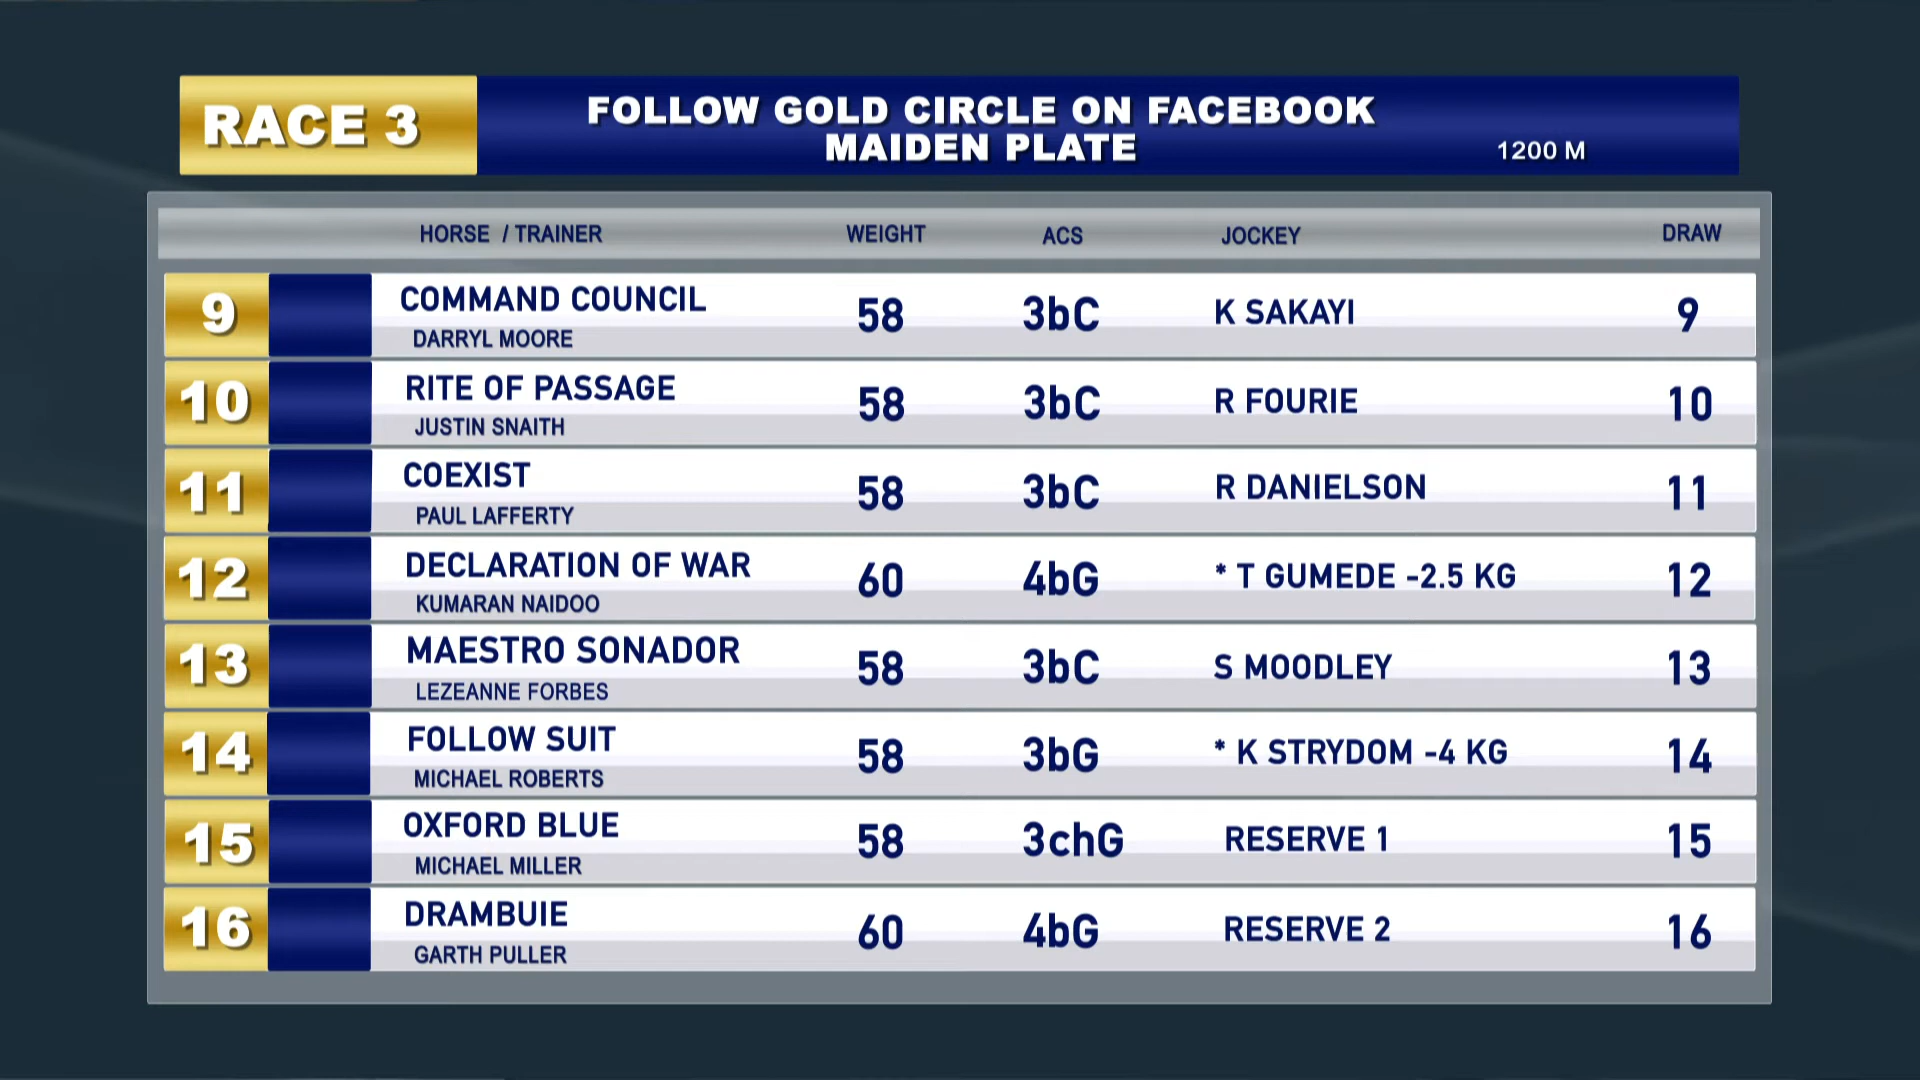 RACE 3
FOLLOW GOLD CIRCLE ON FACEBOOK
MAIDEN PLATE
1200 M
HORSE / TRAINER WEIGHT ACS JOCKEY DRAW
9 COMMAND COUNCIL 58 3bC K SAKAYI 9
DARRYL MOORE
10 RITE OF PASSAGE 58 3bC R FOURIE 10
JUSTIN SNAITH
11 COEXIST 58 3bC R DANIELSON 11
PAUL LAFFERTY
12 DECLARATION OF WAR 60 4bG * T GUMEDE -2.5 KG 12
KUMARAN NAIDOO
13 MAESTRO SONADOR 58 3bC S MOODLEY 13
LEZEANNE FORBES
14 FOLLOW SUIT 58 3bG * K STRYDOM -4 KG 14
MICHAEL ROBERTS
15 OXFORD BLUE 58 3chG RESERVE 1 15
MICHAEL MILLER
16 DRAMBUIE 60 4bG RESERVE 2 16
GARTH PULLER